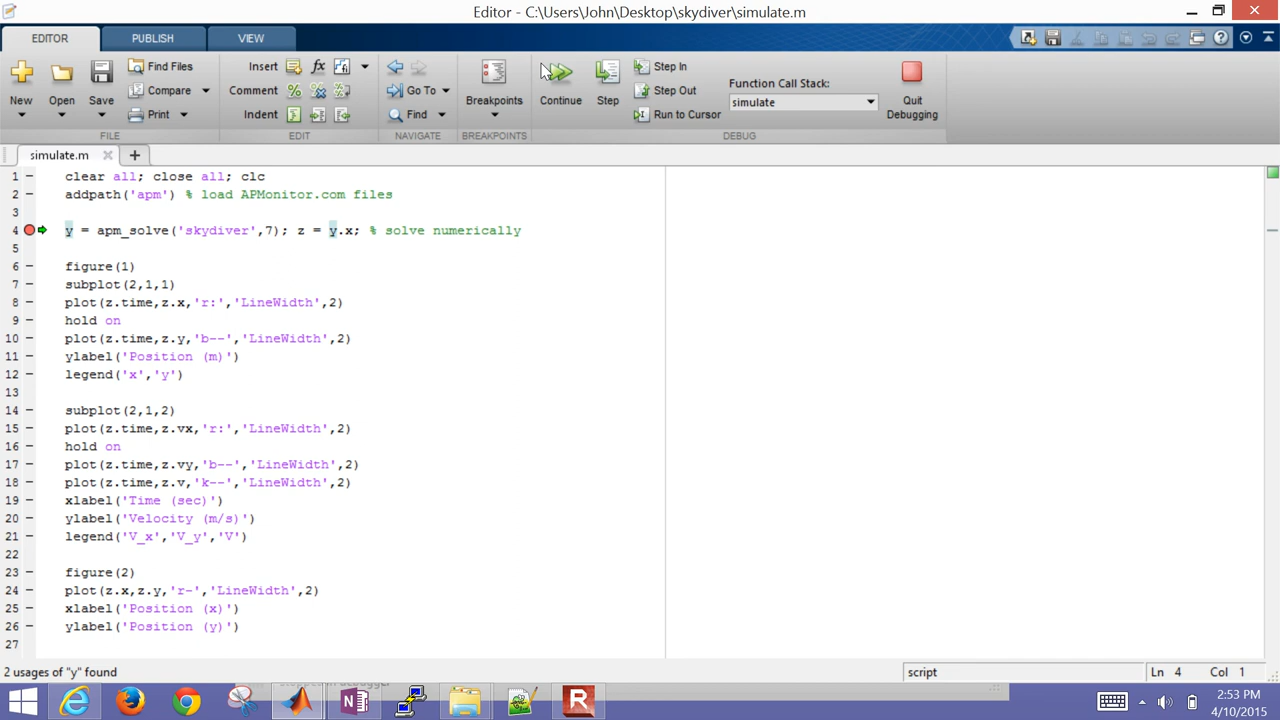 Editor - C:\Users\John\Desktop\skydiver\simulate.m
EDITOR PUBLISH VIEW
New Open Save Find Files Compare Print
Insert Comment Indent
Go To Find
Breakpoints
Continue Step Step In Step Out Run to Cursor
Function Call Stack:
simulate
Quit Debugging
FILE EDIT NAVIGATE BREAKPOINTS DEBUG
simulate.m
1 clear all; close all; clc
2 addpath('apm') % load APMonitor.com files
3
4 y = apm_solve('skydiver',7); z = y.x; % solve numerically
5
6 figure(1)
7 subplot(2,1,1)
8 plot(z.time,z.x,'r:','LineWidth',2)
9 hold on
10 plot(z.time,z.y,'b--','LineWidth',2)
11 ylabel('Position (m)')
12 legend('x','y')
13
14 subplot(2,1,2)
15 plot(z.time,z.vx,'r:','LineWidth',2)
16 hold on
17 plot(z.time,z.vy,'b--','LineWidth',2)
18 plot(z.time,z.v,'k--','LineWidth',2)
19 xlabel('Time (sec)')
20 ylabel('Velocity (m/s)')
21 legend('V_x','V_y','V')
22
23 figure(2)
24 plot(z.x,z.y,'r-','LineWidth',2)
25 xlabel('Position (x)')
26 ylabel('Position (y)')
27
2 usages of "y" found
script
Ln 4 Col 1
2:53 PM
4/10/2015